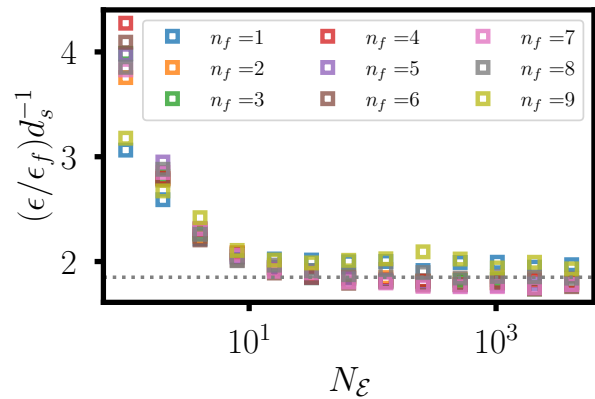 4
3
2
(ϵ/ϵ_f)d_s^{-1}
n_f =1 n_f =4 n_f =7
n_f =2 n_f =5 n_f =8
n_f =3 n_f =6 n_f =9
10^1 10^3
N_ℰ